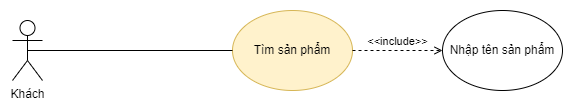 Tìm sản phẩm
<<include>>
Nhập tên sản phẩm
Khách